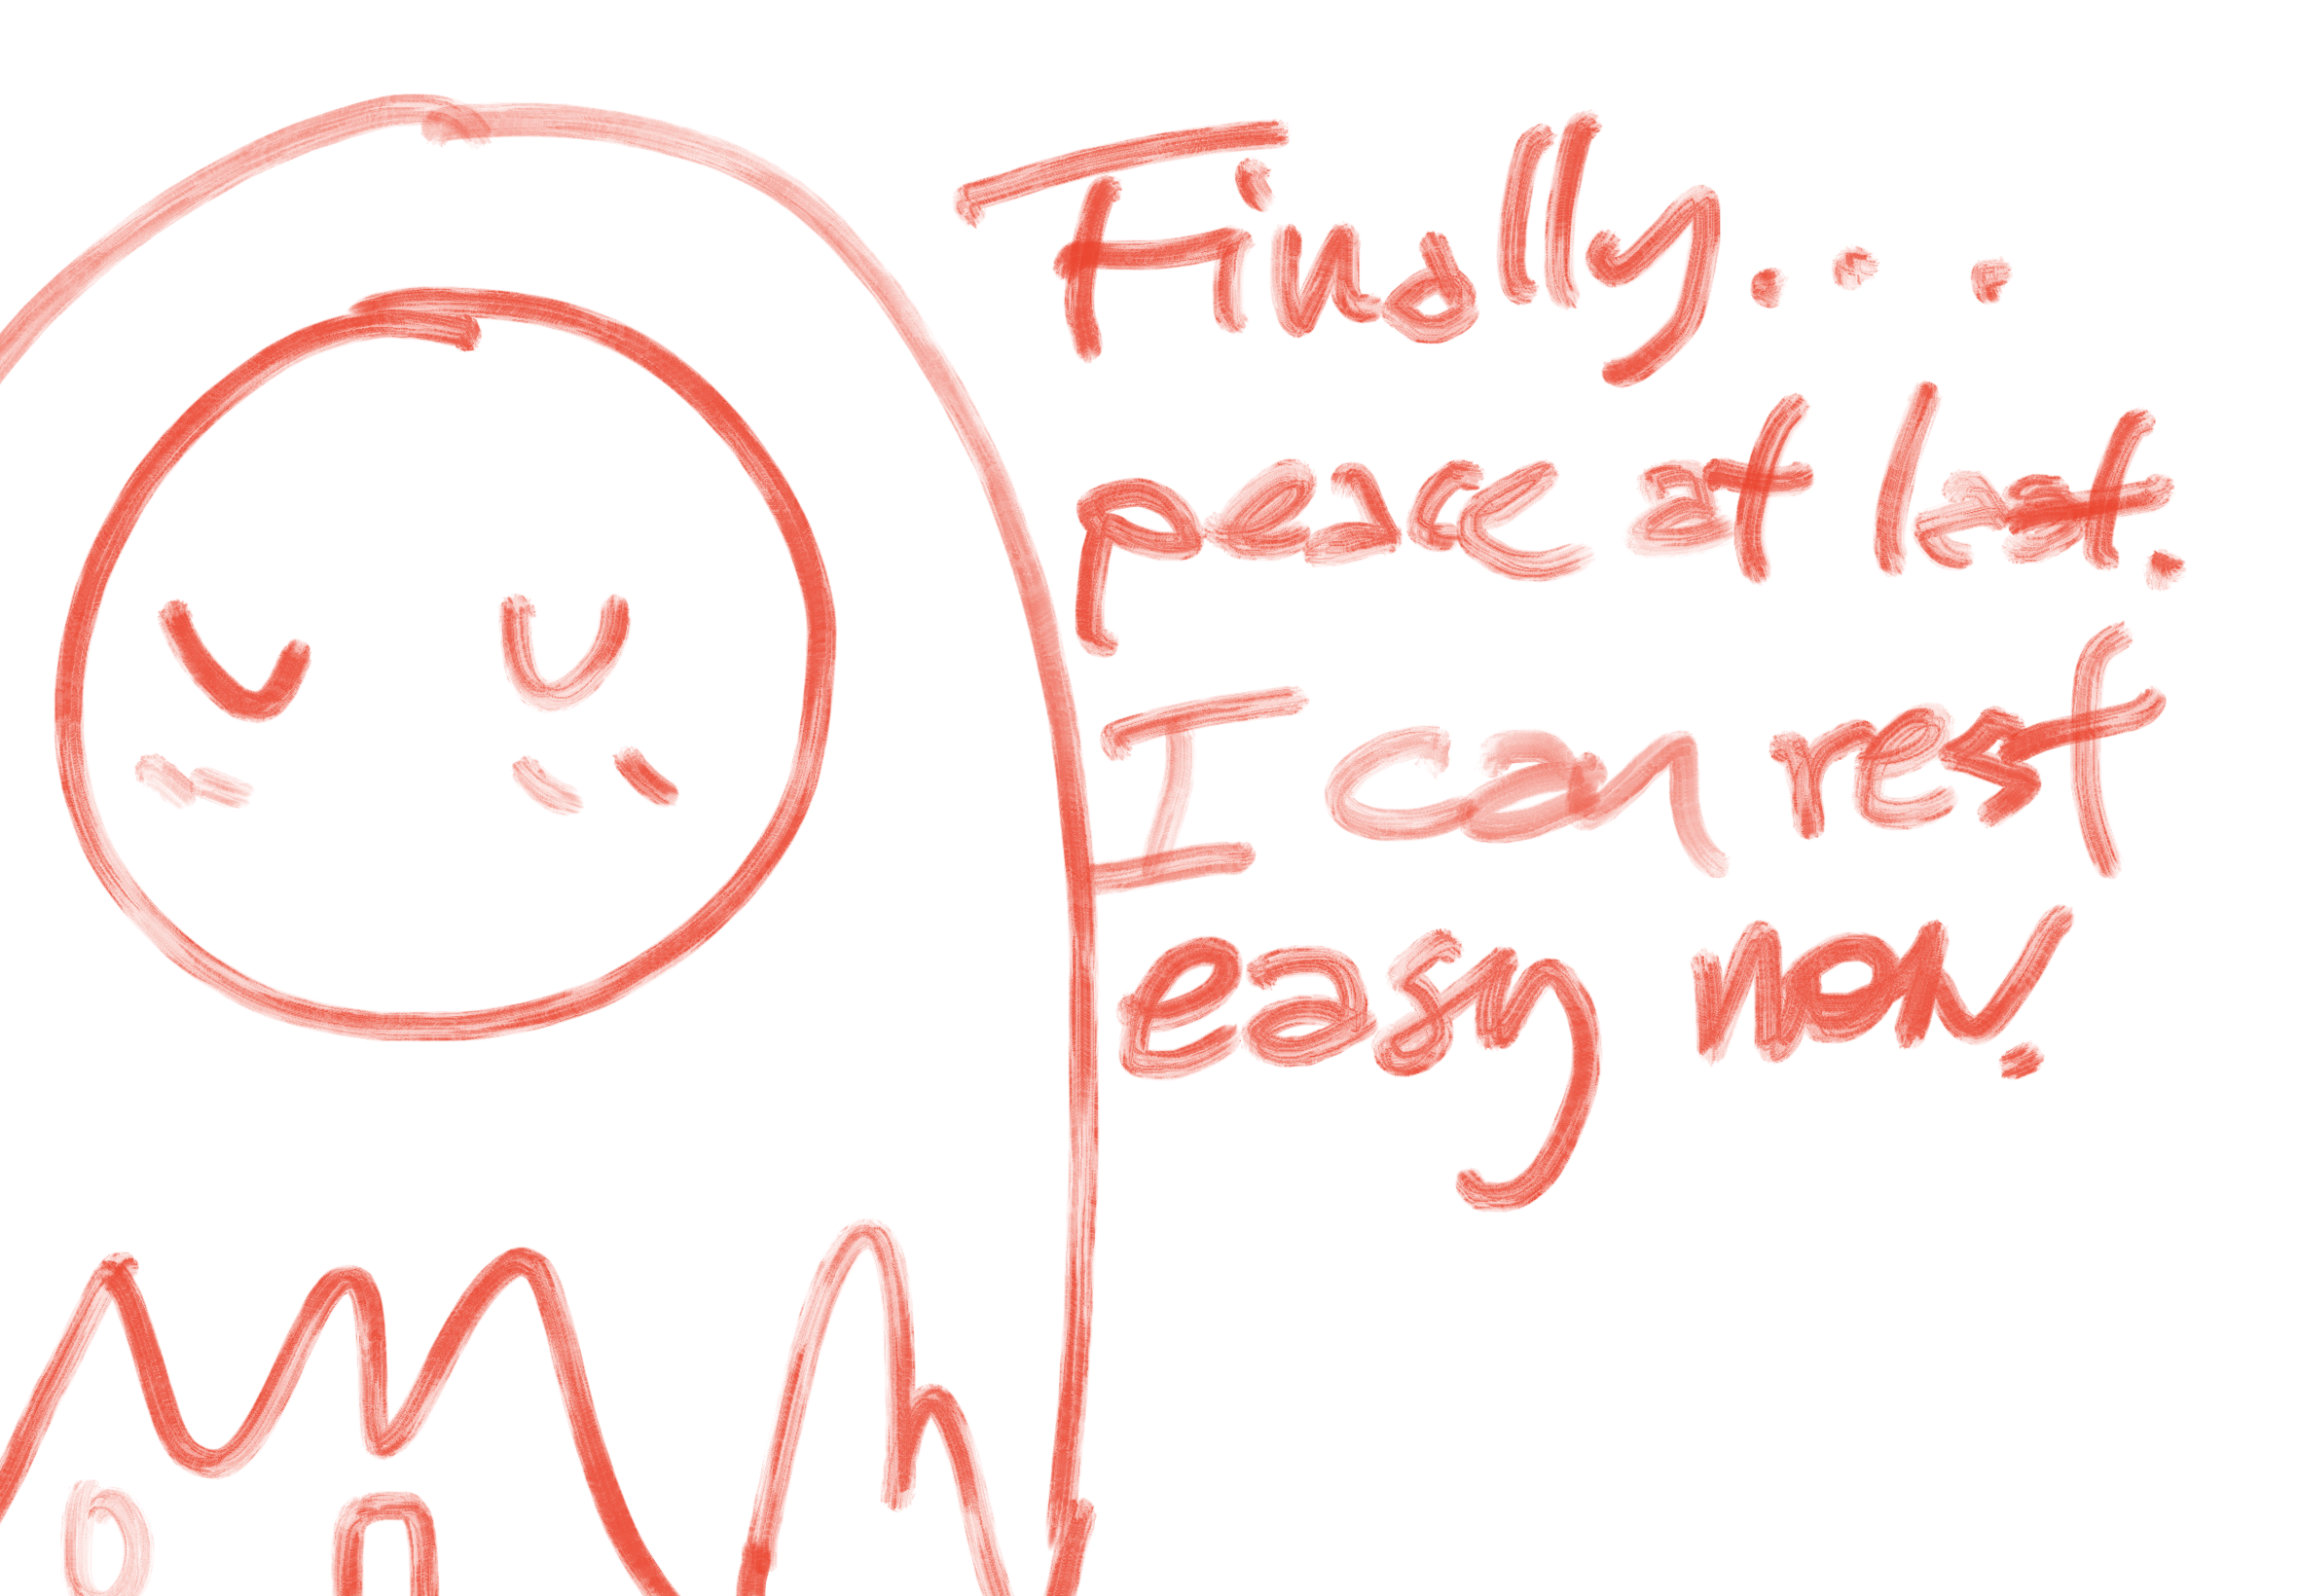 Finally...
peace at last.
I can rest
easy now.